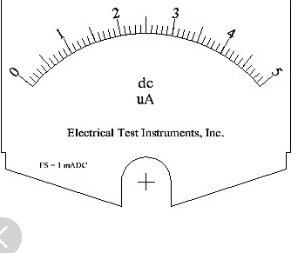 0 1 2 3 4 5
dc
uA
Electrical Test Instruments, Inc.
FS = 1 mADC